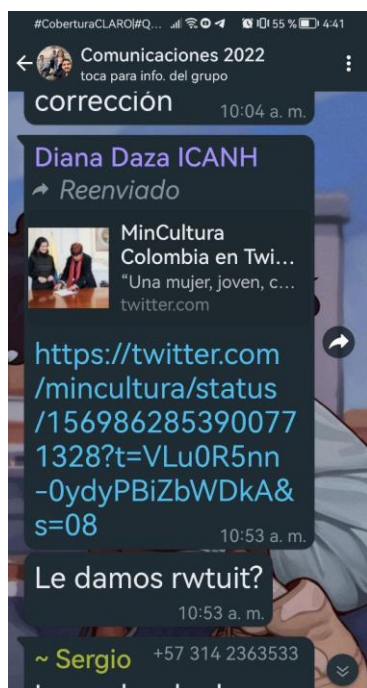 #CoberturaCLARO|#Q... 55 % 4:41
Comunicaciones 2022
toca para info. del grupo
corrección
10:04 a. m.
Diana Daza ICANH
Reenviado
MinCultura
Colombia en Twi...
“Una mujer, joven, c...
twitter.com
https://twitter.com
/mincultura/status
/156986285390077
1328?t=VLu0R5nn
-0ydyPBiZbWDkA&
s=08
10:53 a. m.
Le damos rwtuit?
10:53 a. m.
~ Sergio +57 314 2363533